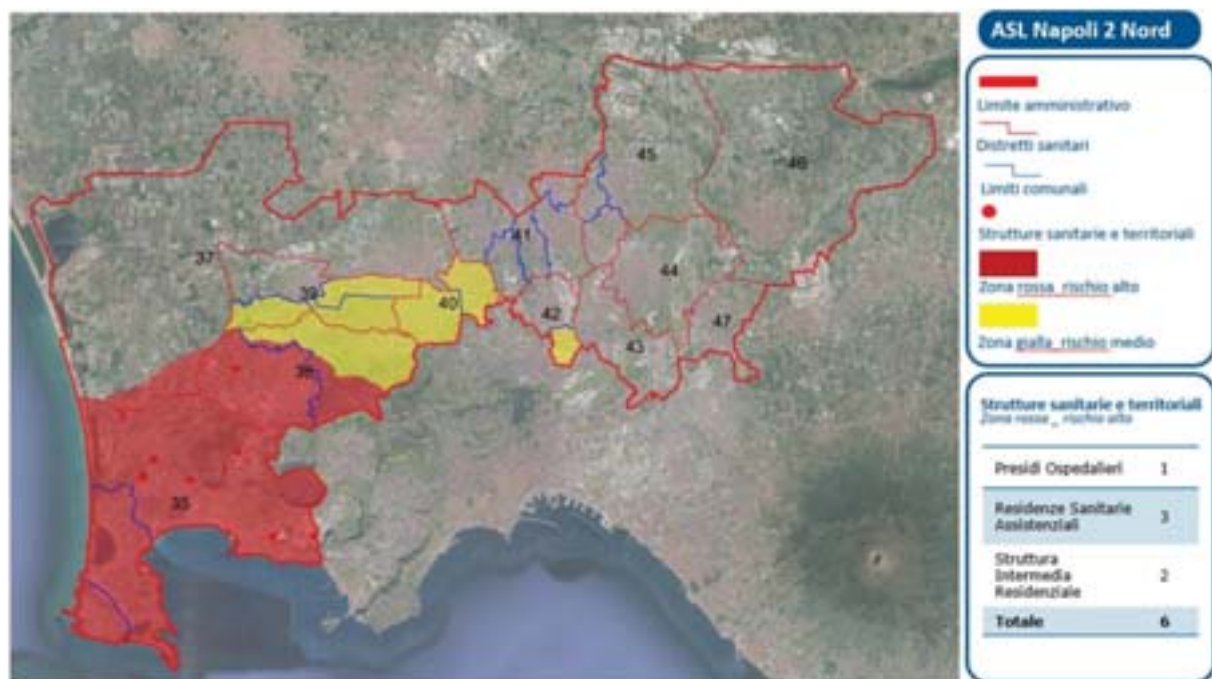 ASL Napoli 2 Nord
Limite amministrativo
Distretti sanitari
Limiti comunali
Strutture sanitarie e territoriali
Zona rossa_rischio alto
Zona gialla_rischio medio
Strutture sanitarie e territoriali
Zona rossa _ rischio alto
Presidi Ospedalieri 1
Residenze Sanitarie
Assistenziali 3
Struttura
Intermedia 2
Residenziale
Totale 6
45
46
41
37
44
39
40
42
47
43
36
35